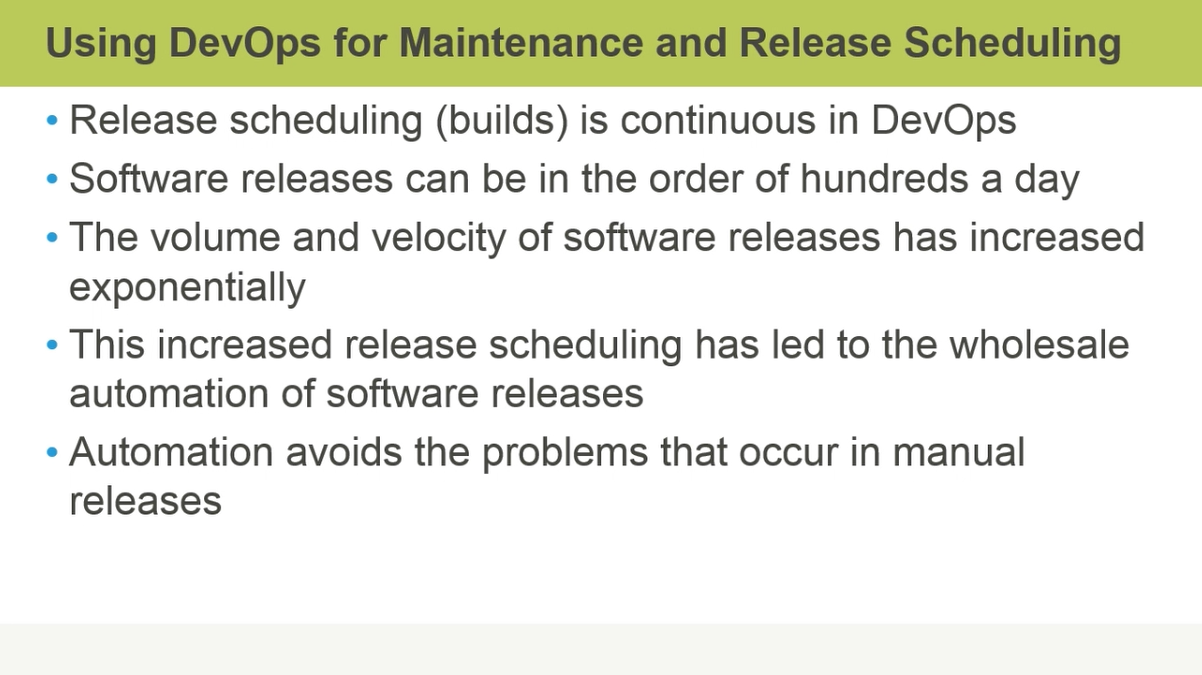 Using DevOps for Maintenance and Release Scheduling
• Release scheduling (builds) is continuous in DevOps
• Software releases can be in the order of hundreds a day
• The volume and velocity of software releases has increased
exponentially
• This increased release scheduling has led to the wholesale
automation of software releases
• Automation avoids the problems that occur in manual
releases